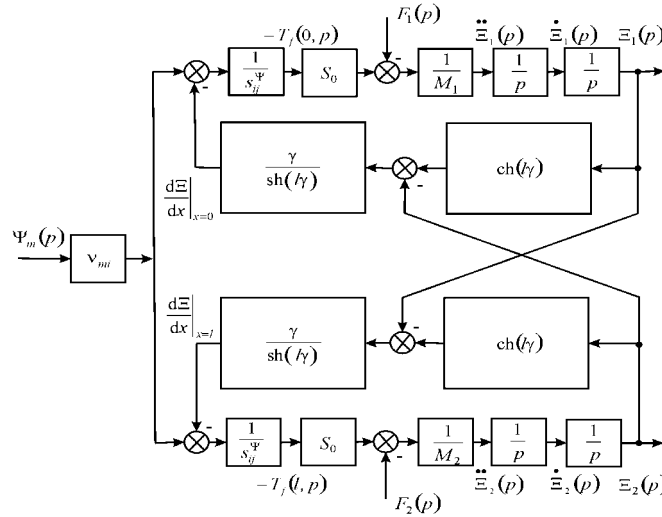 F₁(p)
−T_f(0, p)
Ξ̈₁(p) Ξ̇₁(p) Ξ₁(p)
1/s_ij^Ψ S₀ 1/M₁ 1/p 1/p
- -
γ/sh(lγ) ch(lγ)
-
dΞ/dx|x=0
Ψ_m(p)
ν_mi
dΞ/dx|x=l
-
γ/sh(lγ) ch(lγ)
-
1/s_ij^Ψ S₀ 1/M₂ 1/p 1/p
-
−T_f(l, p)
F₂(p)
Ξ̈₂(p) Ξ̇₂(p) Ξ₂(p)